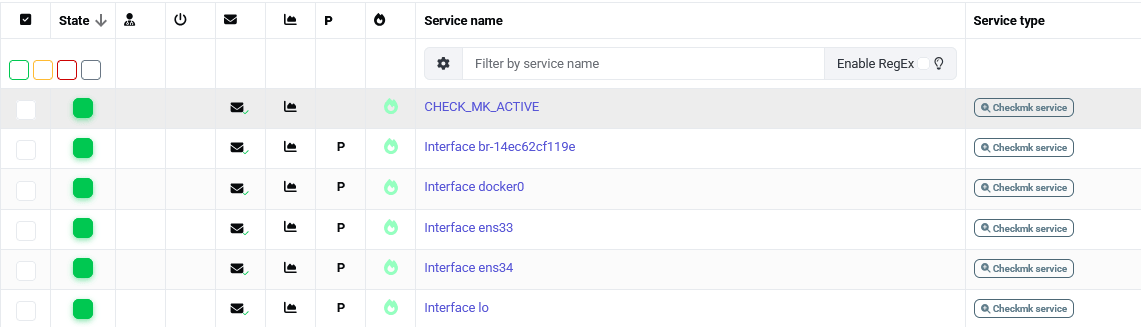 State P Service name Service type
Filter by service name Enable RegEx
CHECK_MK_ACTIVE Checkmk service
P Interface br-14ec62cf119e Checkmk service
P Interface docker0 Checkmk service
P Interface ens33 Checkmk service
P Interface ens34 Checkmk service
P Interface lo Checkmk service